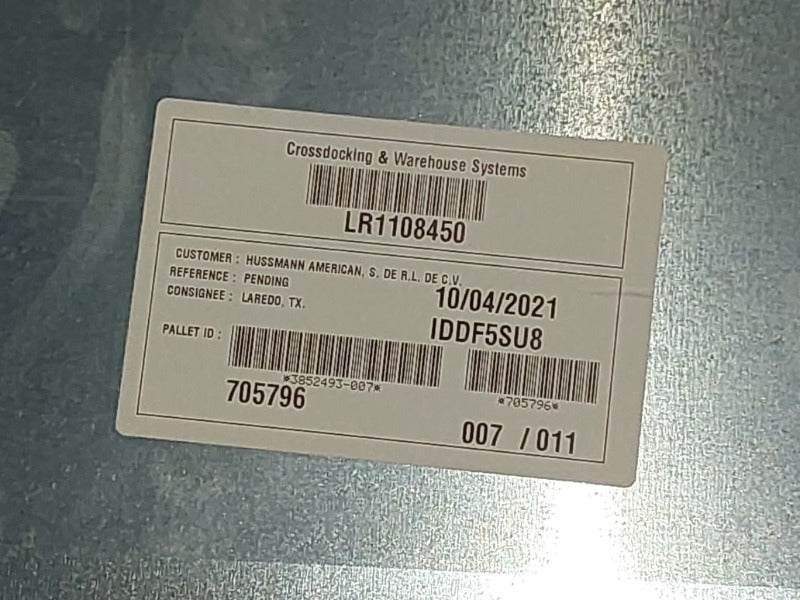 Crossdocking & Warehouse Systems
LR1108450
CUSTOMER : HUSSMANN AMERICAN, S. DE R.L. DE C.V.
REFERENCE : PENDING
CONSIGNEE : LAREDO, TX.
10/04/2021
IDDF5SU8
PALLET ID :
*3852493-007*
*705796*
705796
007 / 011